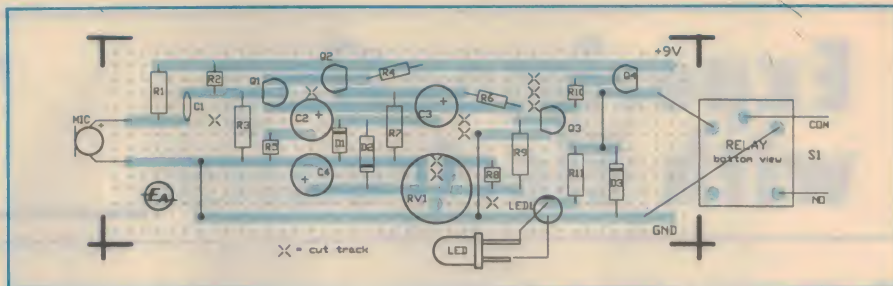 +9V
Q2
Q4
R4
R2
Q1
R1
R6
R10
C1
C3
COM
MIC
+
R3
C2
+
+
R7
Q3
RELAY
S1
R5
D1
D2
R9
bottom view
C4
R8
R11
D3
+
EA
RV1
LED1
NO
GND
= cut track
LED